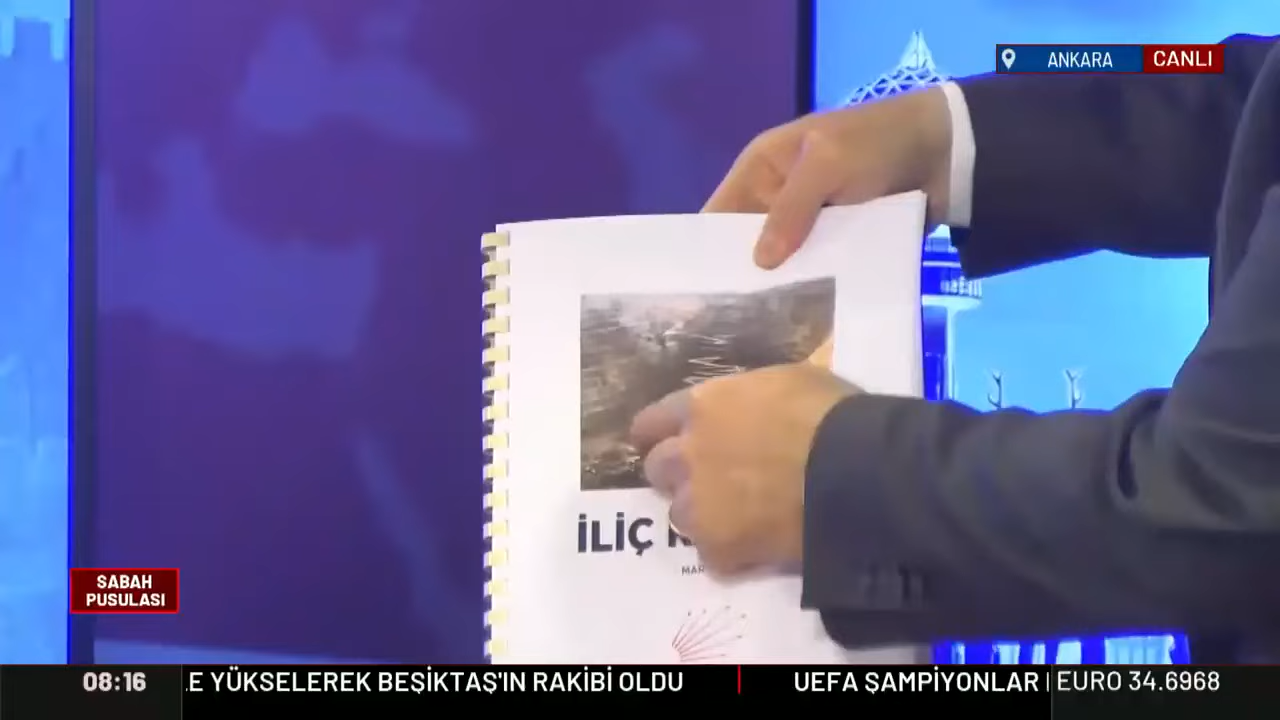 ANKARA
CANLI
İLİÇ
SABAH
PUSULASI
08:16
E YÜKSELEREK BEŞİKTAŞ'IN RAKİBİ OLDU
UEFA ŞAMPİYONLAR
EURO 34.6968